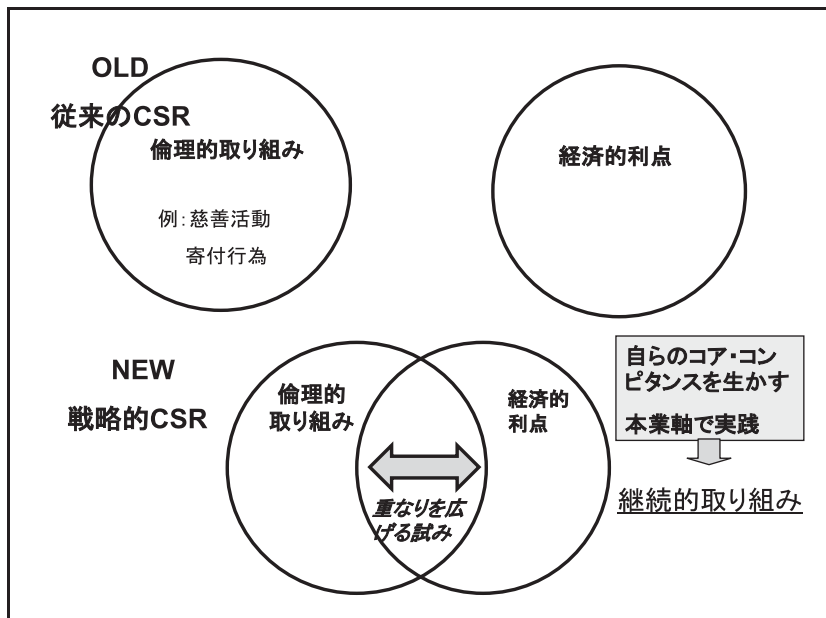 OLD
従来のCSR
倫理的取り組み
例：慈善活動
寄付行為
経済的利点
NEW
戦略的CSR
倫理的
取り組み
経済的
利点
重なりを広
げる試み
自らのコア・コン
ピタンスを生かす
本業軸で実践
継続的取り組み